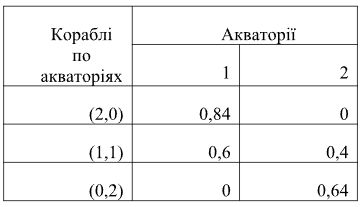 Кораблі по акваторіях
Акваторії
1 2
(2,0) 0,84 0
(1,1) 0,6 0,4
(0,2) 0 0,64